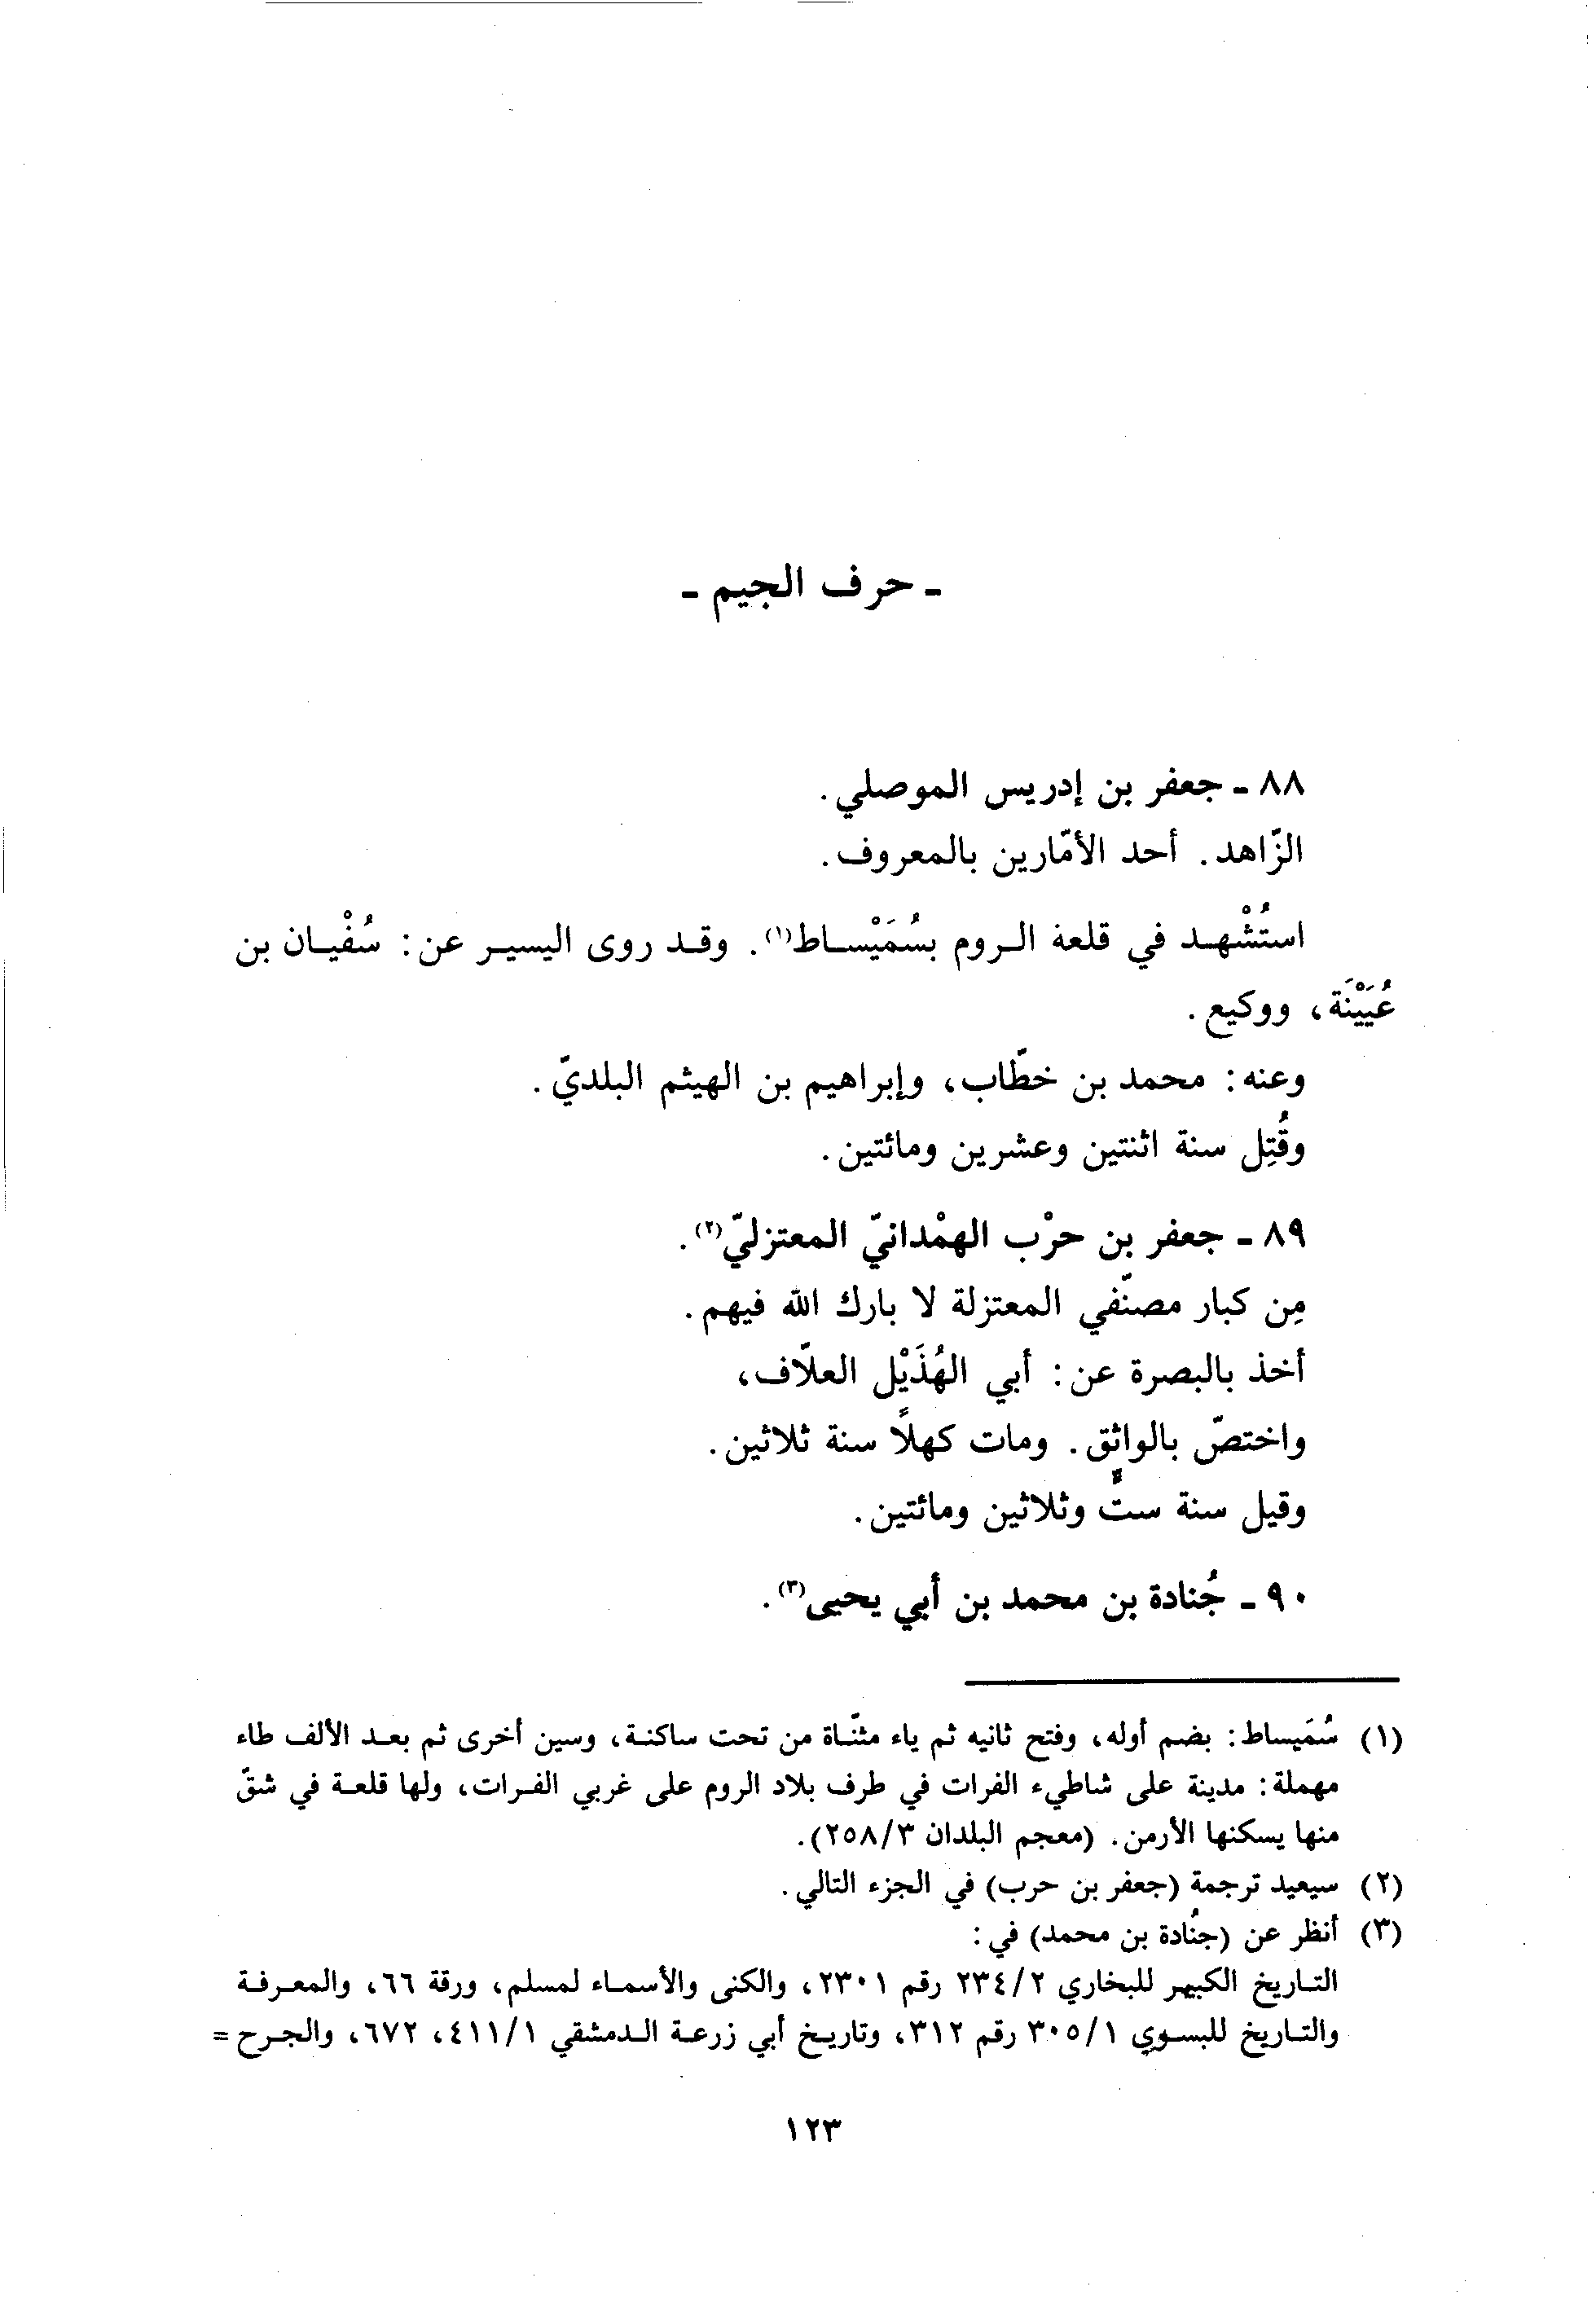 - حرف الجيم -
٨٨ - جعفر بن إدريس الموصلي.
الزّاهد. أحد الأمّارين بالمعروف.
استُشْهِد في قلعة الروم بسُمَيْساط(١). وقد روى اليسير عن: سُفْيان بن
عُيَيْنَة، ووكيع.
وعنه: محمد بن خطّاب، وإبراهيم بن الهيثم البلديّ.
وقُتِل سنة اثنتين وعشرين ومائتين.
٨٩ - جعفر بن حرْب الهمْدانيّ المعتزليّ(٢).
مِن كبار مصنّفي المعتزلة لا بارك الله فيهم.
أخذ بالبصرة عن: أبي الهُذَيْل العلّاف،
واختصّ بالواثق. ومات كهلًا سنة ثلاثين.
وقيل سنة ستٍّ وثلاثين ومائتين.
٩٠ - جُنادة بن محمد بن أبي يحيى(٣).
(١) سُمَيساط: بضم أوله، وفتح ثانيه ثم ياء مثنّاة من تحت ساكنة، وسين أخرى ثم بعد الألف طاء
مهملة: مدينة على شاطيء الفرات في طرف بلاد الروم على غربي الفرات، ولها قلعة في شقّ
منها يسكنها الأرمن. (معجم البلدان ٢٥٨/٣).
(٢) سيعيد ترجمة (جعفر بن حرب) في الجزء التالي.
(٣) أنظر عن (جنُادة بن محمد) في:
التاريخ الكبير للبخاري ٢٣٤/٢ رقم ٢٣٠١، والكنى والأسماء لمسلم، ورقة ٦٦، والمعرفة
والتاريخ للبسوي ٣٠٥/١ رقم ٣١٢، وتاريخ أبي زرعة الدمشقي ٤١١/١، ٦٧٢، والجرح =
١٢٣